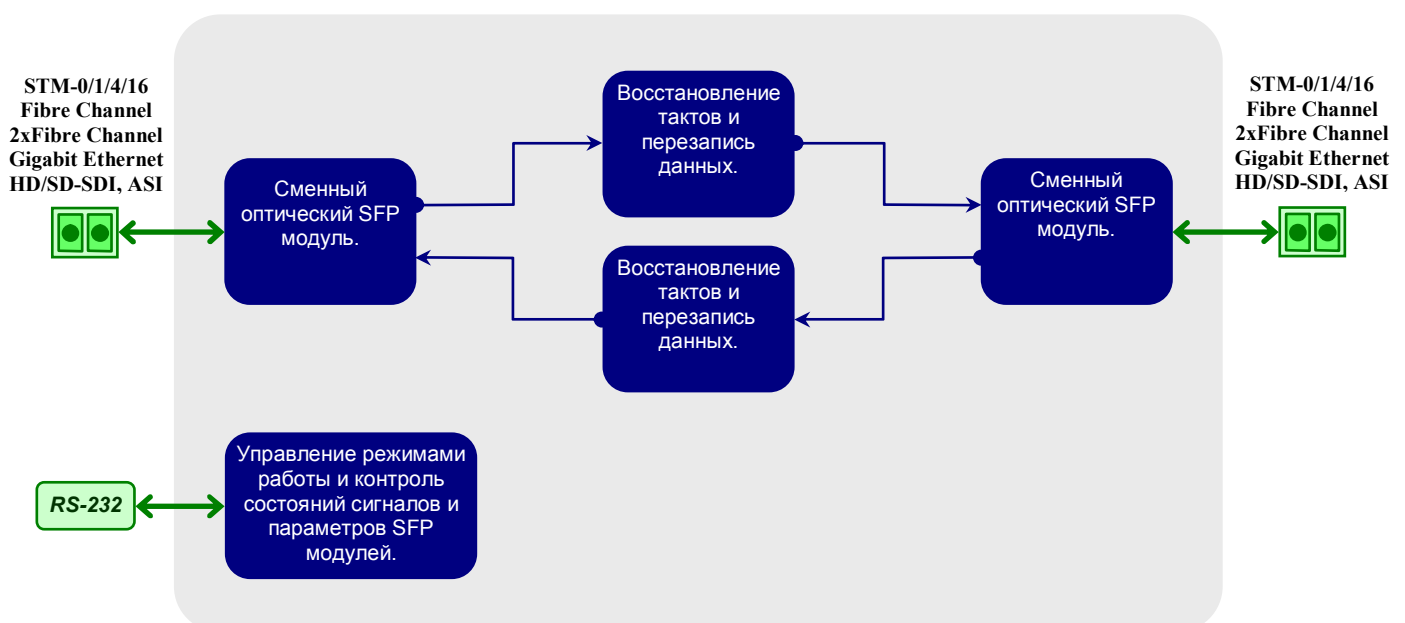 STM-0/1/4/16
Fibre Channel
2xFibre Channel
Gigabit Ethernet
HD/SD-SDI, ASI
Сменный
оптический SFP
модуль.
Восстановление
тактов и
перезапись
данных.
Восстановление
тактов и
перезапись
данных.
Сменный
оптический SFP
модуль.
STM-0/1/4/16
Fibre Channel
2xFibre Channel
Gigabit Ethernet
HD/SD-SDI, ASI
RS-232
Управление режимами
работы и контроль
состояний сигналов и
параметров SFP
модулей.